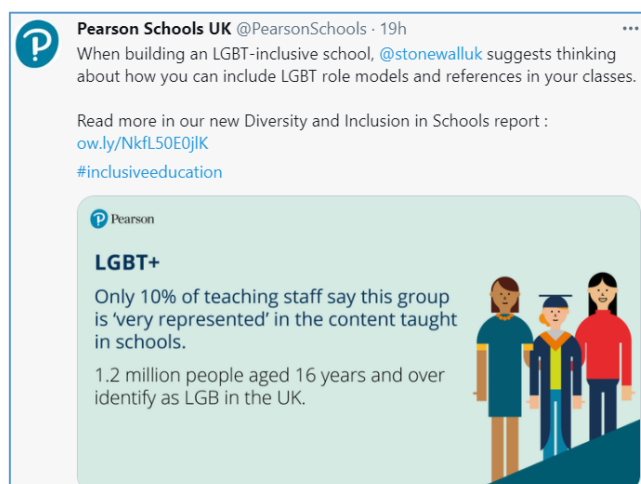 Pearson Schools UK @PearsonSchools · 19h
When building an LGBT-inclusive school, @stonewalluk suggests thinking
about how you can include LGBT role models and references in your classes.
Read more in our new Diversity and Inclusion in Schools report :
ow.ly/NkfL50E0jlK
#inclusiveeducation
Pearson
LGBT+
Only 10% of teaching staff say this group
is ‘very represented’ in the content taught
in schools.
1.2 million people aged 16 years and over
identify as LGB in the UK.